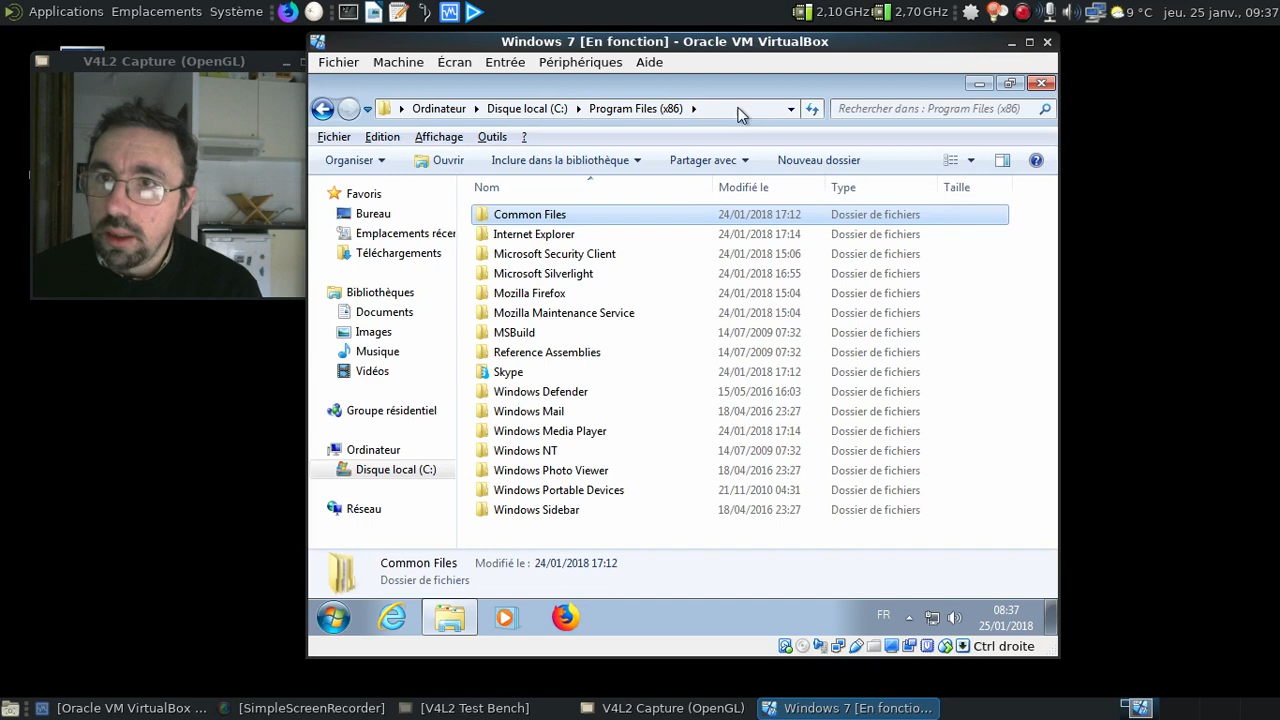 Applications Emplacements Système 2,10 GHz 2,70 GHz 9 °C jeu. 25 janv., 09:37
V4L2 Capture (OpenGL)
Windows 7 [En fonction] - Oracle VM VirtualBox
Fichier Machine Écran Entrée Périphériques Aide
Ordinateur Disque local (C:) Program Files (x86) Rechercher dans : Program Files (x86)
Fichier Edition Affichage Outils ?
Organiser Ouvrir Inclure dans la bibliothèque Partager avec Nouveau dossier
Favoris
Bureau
Emplacements récer
Téléchargements
Bibliothèques
Documents
Images
Musique
Vidéos
Groupe résidentiel
Ordinateur
Disque local (C:)
Réseau
Nom Modifié le Type Taille
Common Files 24/01/2018 17:12 Dossier de fichiers
Internet Explorer 24/01/2018 17:14 Dossier de fichiers
Microsoft Security Client 24/01/2018 15:06 Dossier de fichiers
Microsoft Silverlight 24/01/2018 16:55 Dossier de fichiers
Mozilla Firefox 24/01/2018 15:04 Dossier de fichiers
Mozilla Maintenance Service 24/01/2018 15:04 Dossier de fichiers
MSBuild 14/07/2009 07:32 Dossier de fichiers
Reference Assemblies 14/07/2009 07:32 Dossier de fichiers
Skype 24/01/2018 17:12 Dossier de fichiers
Windows Defender 15/05/2016 16:03 Dossier de fichiers
Windows Mail 18/04/2016 23:27 Dossier de fichiers
Windows Media Player 24/01/2018 17:14 Dossier de fichiers
Windows NT 14/07/2009 07:32 Dossier de fichiers
Windows Photo Viewer 18/04/2016 23:27 Dossier de fichiers
Windows Portable Devices 21/11/2010 04:31 Dossier de fichiers
Windows Sidebar 18/04/2016 23:27 Dossier de fichiers
Common Files Modifié le : 24/01/2018 17:12
Dossier de fichiers
FR 08:37
25/01/2018
Ctrl droite
[Oracle VM VirtualBox ... [SimpleScreenRecorder] [V4L2 Test Bench] V4L2 Capture (OpenGL) Windows 7 [En fonctio...